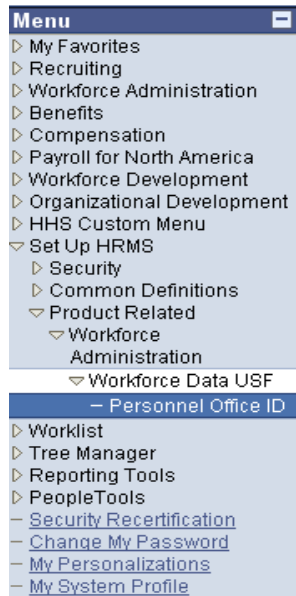 Menu
My Favorites
Recruiting
Workforce Administration
Benefits
Compensation
Payroll for North America
Workforce Development
Organizational Development
HHS Custom Menu
Set Up HRMS
Security
Common Definitions
Product Related
Workforce
Administration
Workforce Data USF
– Personnel Office ID
Worklist
Tree Manager
Reporting Tools
PeopleTools
– Security Recertification
– Change My Password
– My Personalizations
– My System Profile